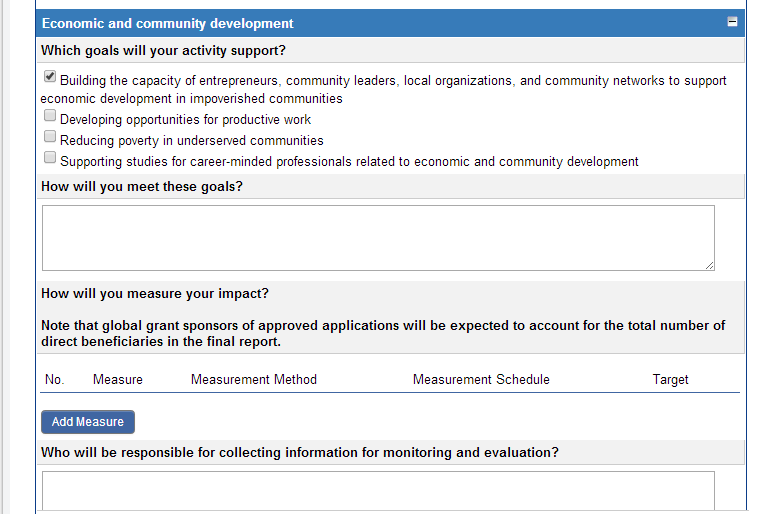 Economic and community development
Which goals will your activity support?
Building the capacity of entrepreneurs, community leaders, local organizations, and community networks to support
economic development in impoverished communities
Developing opportunities for productive work
Reducing poverty in underserved communities
Supporting studies for career-minded professionals related to economic and community development
How will you meet these goals?
How will you measure your impact?
Note that global grant sponsors of approved applications will be expected to account for the total number of
direct beneficiaries in the final report.
No. Measure Measurement Method Measurement Schedule Target
Add Measure
Who will be responsible for collecting information for monitoring and evaluation?